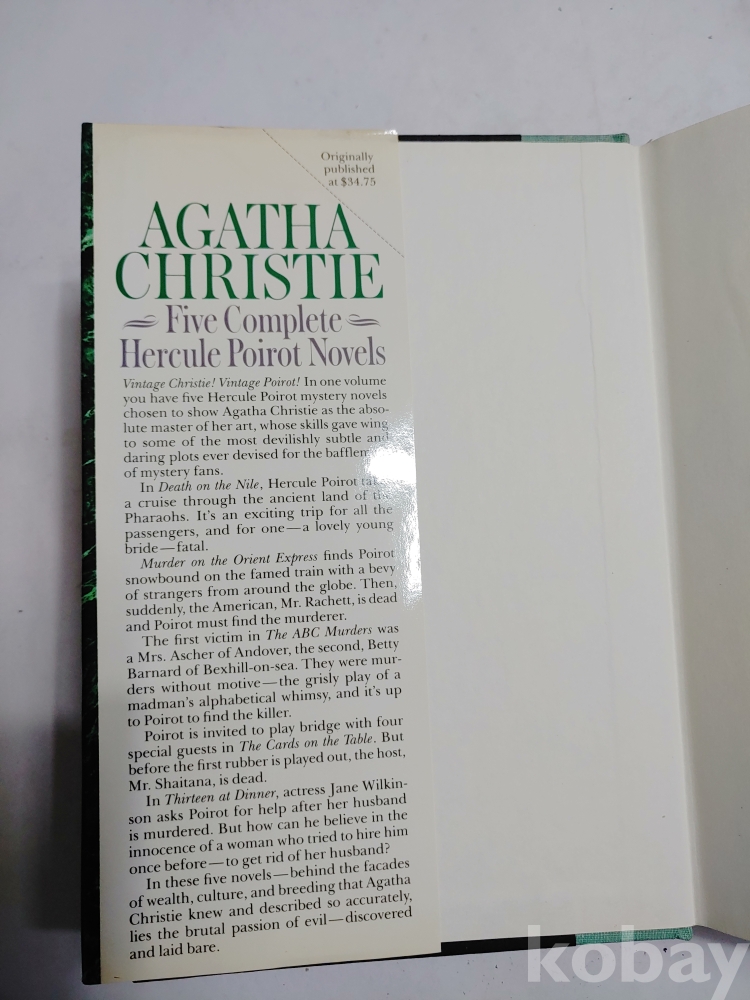 Originally
published
at $34.75
AGATHA
CHRISTIE
Five Complete
Hercule Poirot Novels
Vintage Christie! Vintage Poirot! In one volume
you have five Hercule Poirot mystery novels
chosen to show Agatha Christie as the abso-
lute master of her art, whose skills gave wing
to some of the most devilishly subtle and
daring plots ever devised for the
of mystery fans.
In Death on the Nile, Hercule Poirot
a cruise through the ancient land of the
Pharaohs. It's an exciting trip for all the
passengers, and for one—a lovely young
bride—fatal.
Murder on the Orient Express finds Poirot
snowbound on the famed train with a bevy
of strangers from around the globe. Then,
suddenly, the American, Mr. Rachett, is dead
and Poirot must find the murderer.
The first victim in The ABC Murders was
a Mrs. Ascher of Andover, the second, Betty
Barnard of Bexhill-on-sea. They were mur-
ders without motive—the grisly play of a
madman's alphabetical whimsy, and it's up
to Poirot to find the killer.
Poirot is invited to play bridge with four
special guests in The Cards on the Table. But
before the first rubber is played out, the host,
Mr. Shaitana, is dead.
In Thirteen at Dinner, actress Jane Wilkin-
son asks Poirot for help after her husband
is murdered. But how can he believe in the
innocence of a woman who tried to hire him
once before—to get rid of her husband?
In these five novels—behind the facades
of wealth, culture, and breeding that Agatha
Christie knew and described so accurately,
lies the brutal passion of evil—discovered
and laid bare.
kobay